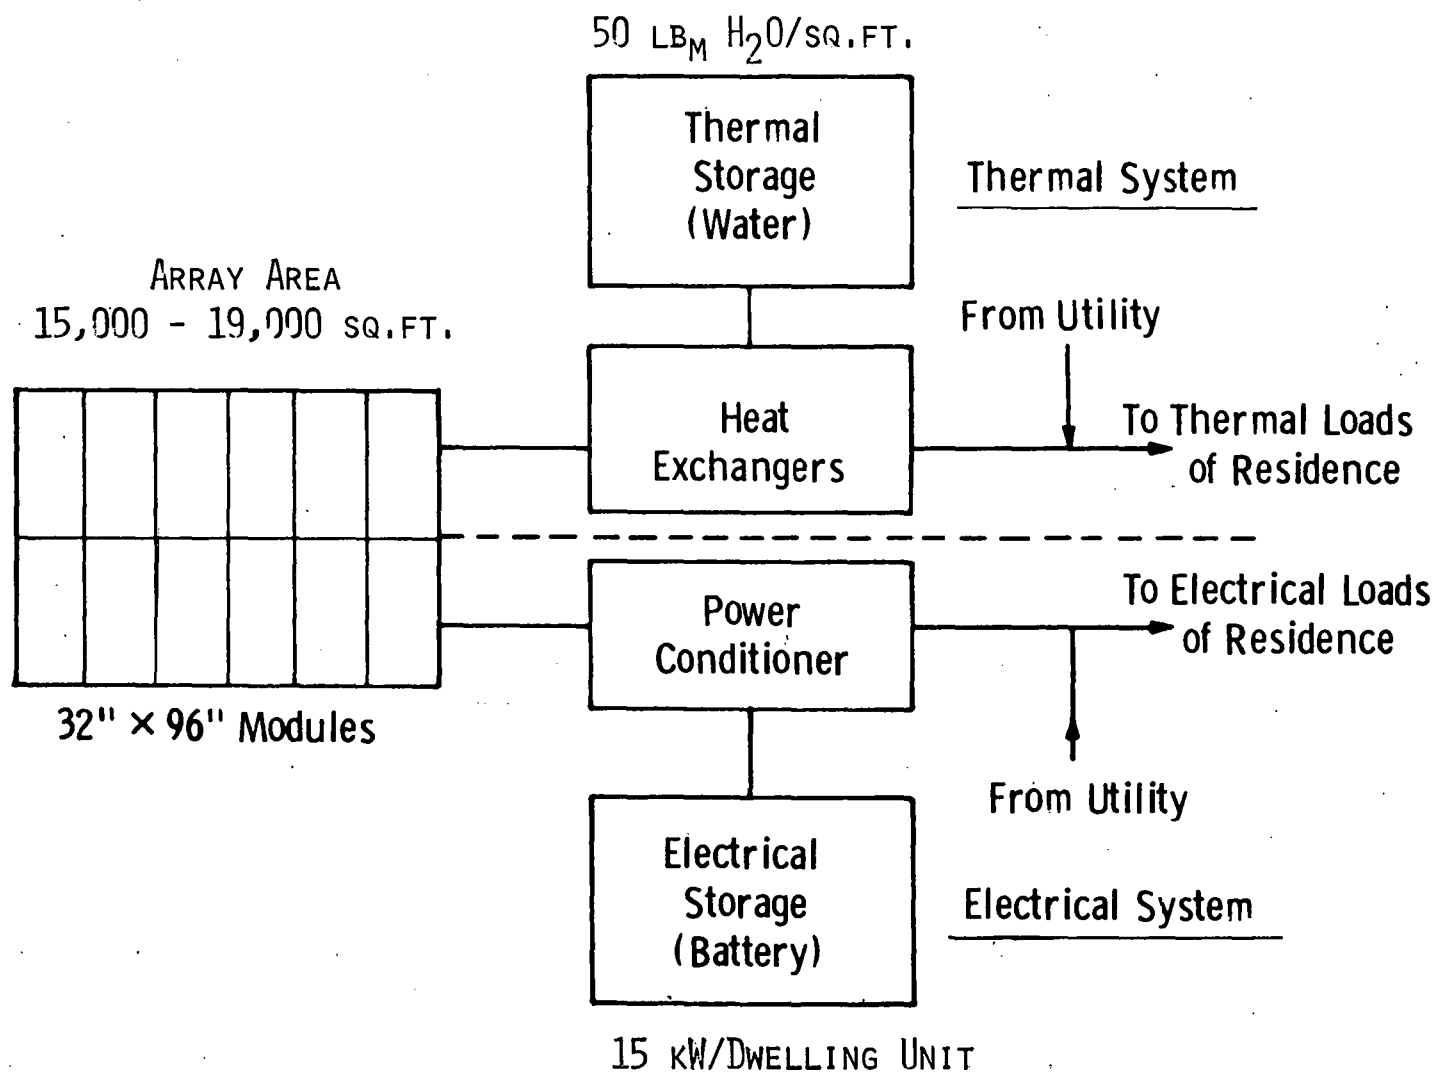 50 LBM H2O/SQ.FT.
Thermal
Storage
(Water)
Thermal System
ARRAY AREA
15,000 - 19,000 SQ.FT.
From Utility
Heat
Exchangers
To Thermal Loads
of Residence
Power
Conditioner
To Electrical Loads
of Residence
32" × 96" Modules
From Utility
Electrical
Storage
(Battery)
Electrical System
15 KW/DWELLING UNIT